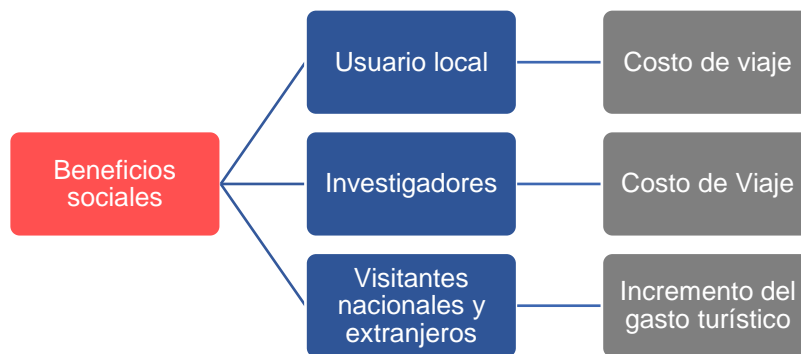 Usuario local
Costo de viaje
Beneficios
sociales
Investigadores
Costo de Viaje
Visitantes
nacionales y
extranjeros
Incremento del
gasto turístico